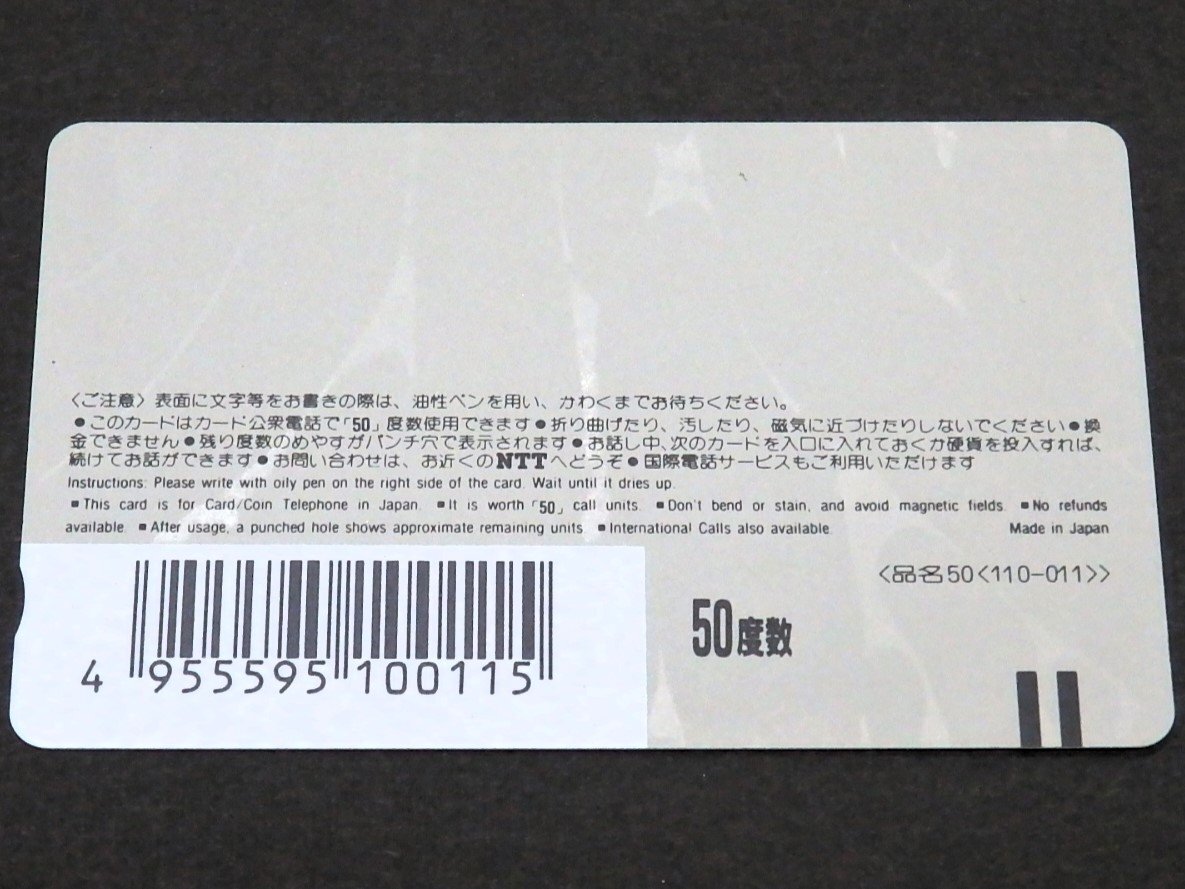 〈ご注意〉表面に文字等をお書きの際は、油性ペンを用い、かわくまでお待ちください。
●このカードはカード公衆電話で「50」度数使用できます●折り曲げたり、汚したり、磁気に近づけたりしないでください●換
金できません●残り度数のめやすがパンチ穴で表示されます●お話し中、次のカードを入口に入れておくか硬貨を投入すれば、
続けてお話ができます●お問い合わせは、お近くのNTTへどうぞ●国際電話サービスもご利用いただけます
Instructions: Please write with oily pen on the right side of the card. Wait until it dries up.
■This card is for Card/Coin Telephone in Japan. ■It is worth「50」call units. ■Don't bend or stain, and avoid magnetic fields. ■No refunds
available. ■After usage, a punched hole shows approximate remaining units. ■International Calls also available. Made in Japan
〈品名50〈110-011〉〉
50度数
4 955595 100115